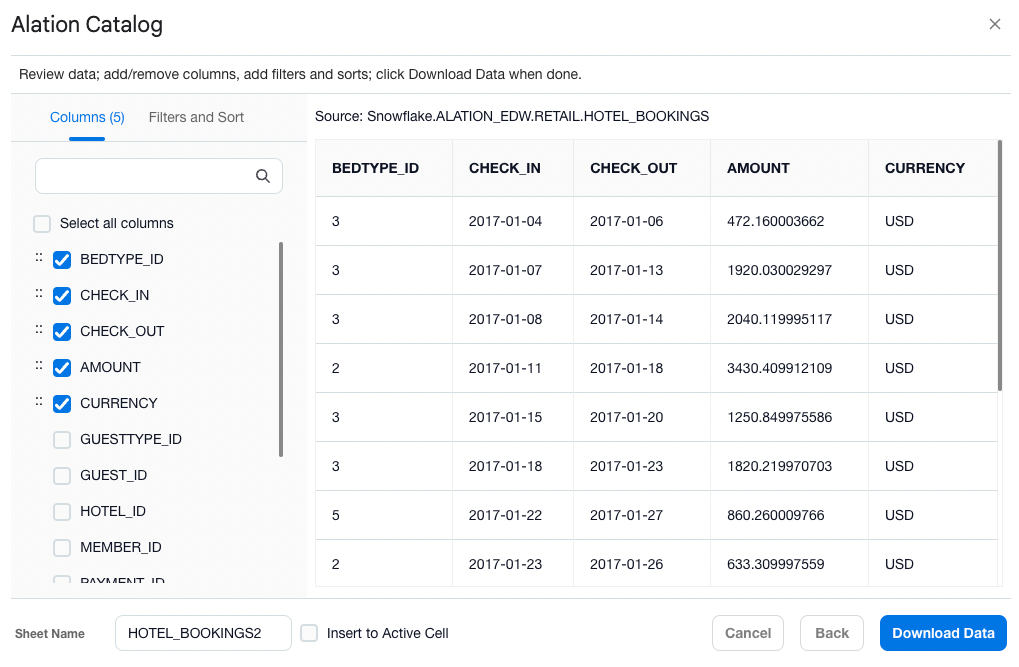 Alation Catalog
Review data; add/remove columns, add filters and sorts; click Download Data when done.
Columns (5) Filters and Sort
Select all columns
BEDTYPE_ID
CHECK_IN
CHECK_OUT
AMOUNT
CURRENCY
GUESTTYPE_ID
GUEST_ID
HOTEL_ID
MEMBER_ID
PAYMENT_ID
Source: Snowflake.ALATION_EDW.RETAIL.HOTEL_BOOKINGS
BEDTYPE_ID CHECK_IN CHECK_OUT AMOUNT CURRENCY
3 2017-01-04 2017-01-06 472.160003662 USD
3 2017-01-07 2017-01-13 1920.030029297 USD
3 2017-01-08 2017-01-14 2040.119995117 USD
2 2017-01-11 2017-01-18 3430.409912109 USD
3 2017-01-15 2017-01-20 1250.849975586 USD
3 2017-01-18 2017-01-23 1820.219970703 USD
5 2017-01-22 2017-01-27 860.260009766 USD
2 2017-01-23 2017-01-26 633.309997559 USD
Sheet Name HOTEL_BOOKINGS2 Insert to Active Cell Cancel Back Download Data